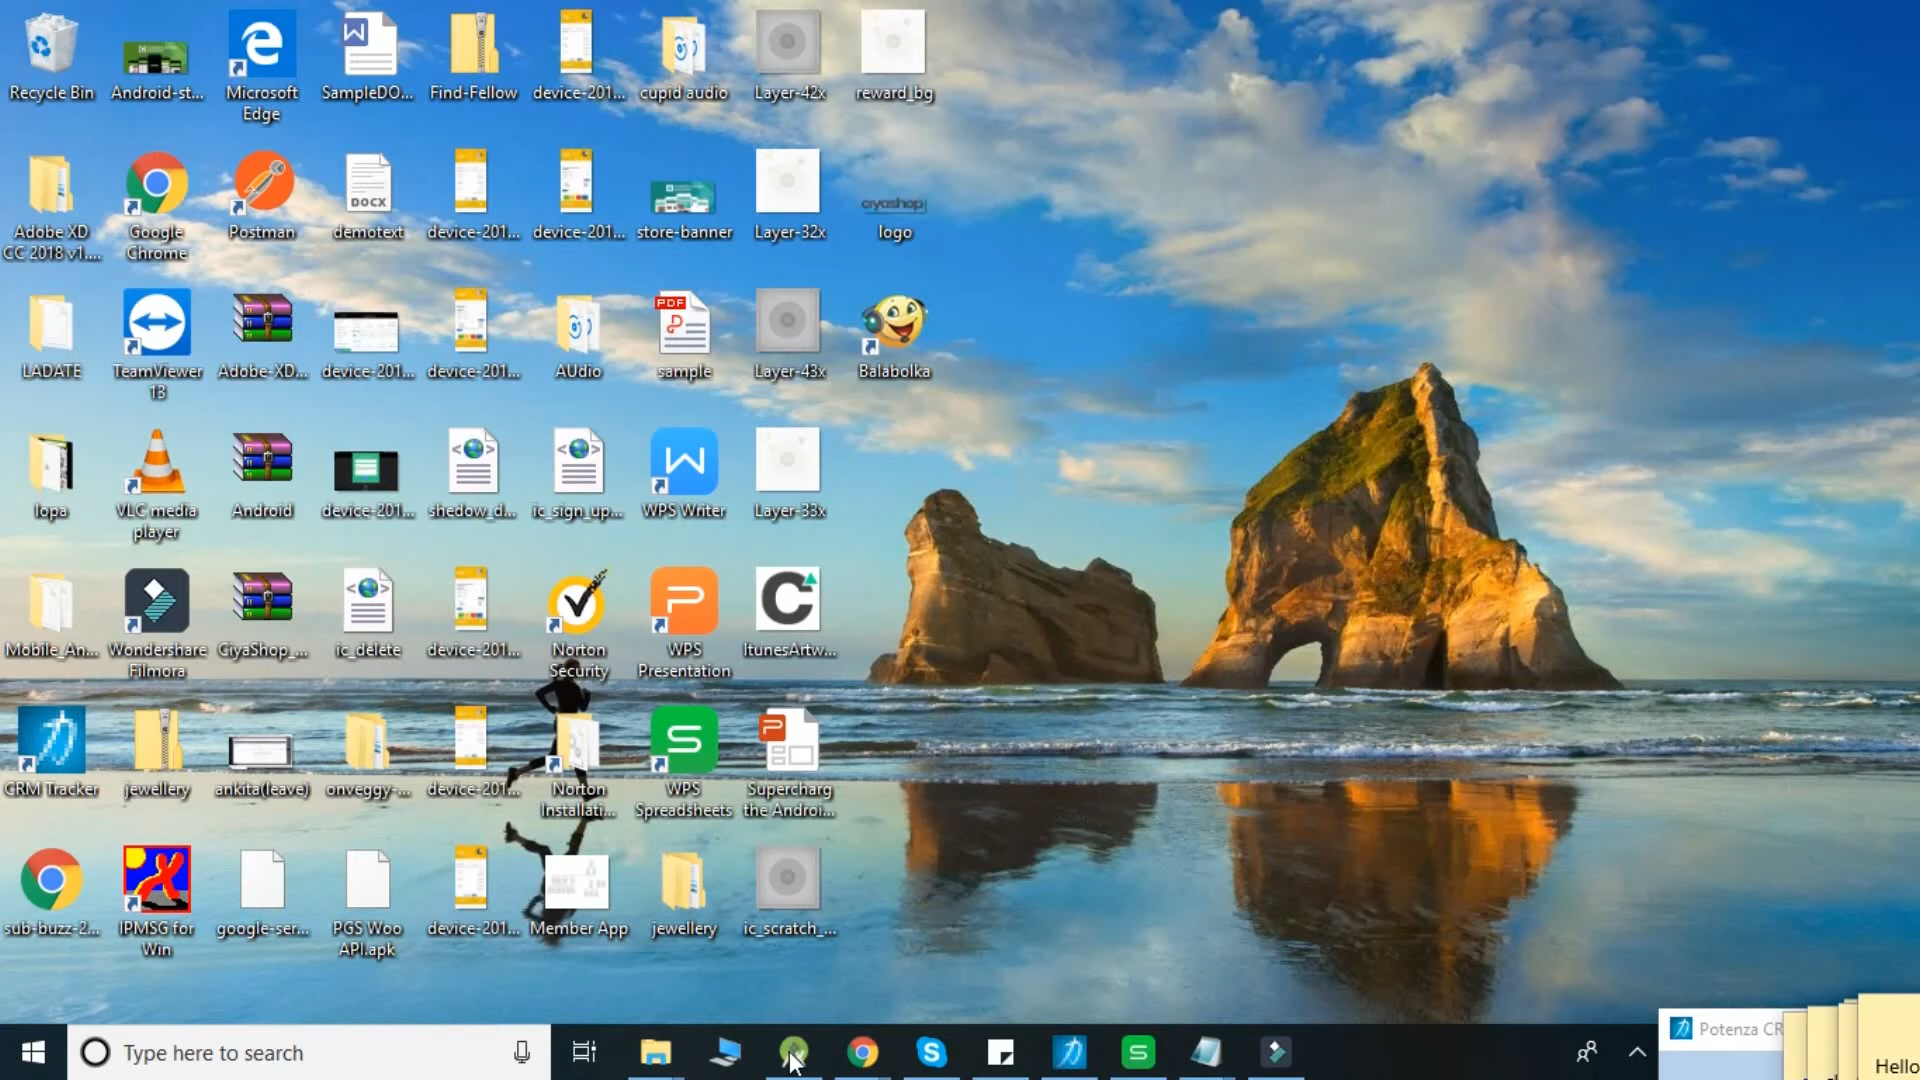 Recycle Bin
Android-st...
Microsoft
Edge
SampleDO...
Find-Fellow
device-201...
cupid audio
Layer-42x
reward_bg
Adobe XD
CC 2018 v1....
Google
Chrome
Postman
DOCX
demotext
device-201...
device-201...
store-banner
Layer-32x
ciyashop
logo
LADATE
TeamViewer
13
Adobe-XD...
device-201...
device-201...
AUdio
PDF
sample
Layer-43x
Balabolka
lopa
VLC media
player
Android
device-201...
shedow_d...
ic_sign_up...
WPS Writer
Layer-33x
Mobile_An...
Wondershare
Filmora
CiyaShop_...
ic_delete
device-201...
Norton
Security
WPS
Presentation
ItunesArtw...
CRM Tracker
jewellery
ankita(leave)
onveggy-...
device-201...
Norton
Installati...
WPS
Spreadsheets
Supercharg
the Androi...
sub-buzz-2...
IPMSG for
Win
google-ser...
PGS Woo
API.apk
device-201...
Member App
jewellery
ic_scratch_...
Type here to search
Potenza CR
Hello